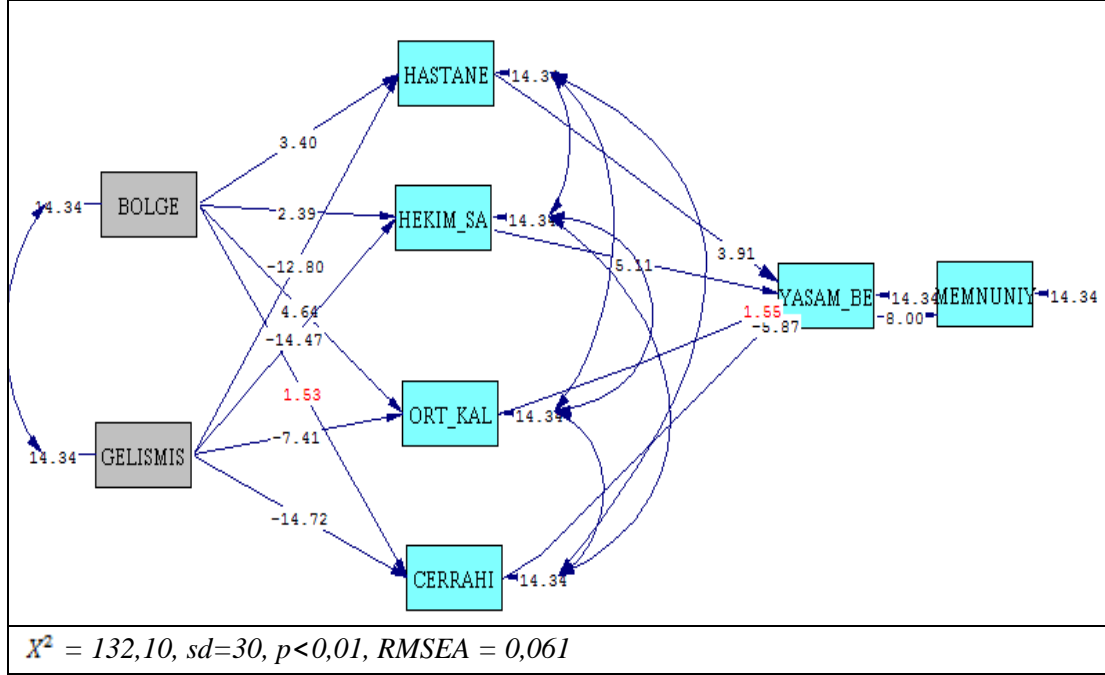 HASTANE
14.3
3.40
BOLGE
14.34
2.39
HEKIM_SA
14.34
-12.80
5.11
3.91
YASAM_BE
14.34
MEMNUNIY
14.34
-8.00
4.64
1.55
-5.87
-14.47
1.53
ORT_KAL
14.34
-7.41
GELISMIS
14.34
-14.72
CERRAHI
14.34
X² = 132,10, sd=30, p<0,01, RMSEA = 0,061